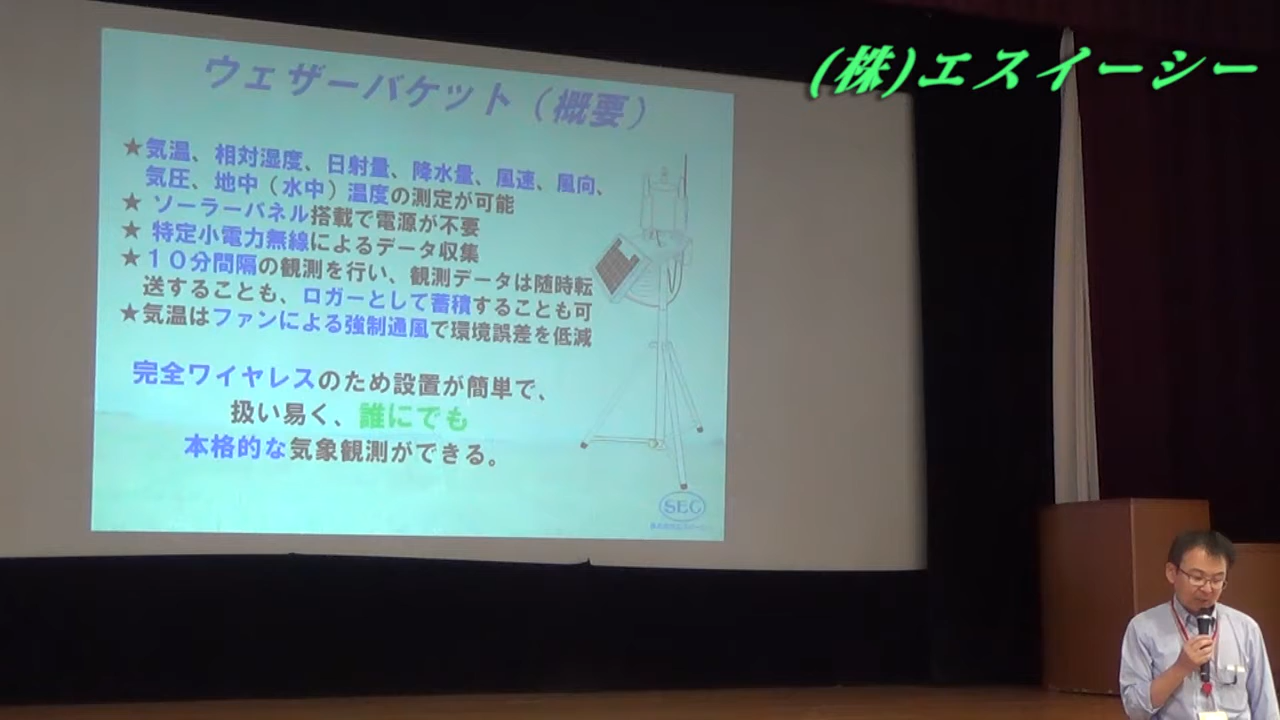 (株)エスイーシー
ウェザーバケット（概要）
★気温、相対湿度、日射量、降水量、風速、風向、
気圧、地中（水中）温度の測定が可能
★ ソーラーパネル搭載で電源が不要
★ 特定小電力無線によるデータ収集
★１０分間隔の観測を行い、観測データは随時転
送することも、ロガーとして蓄積することも可
★気温はファンによる強制通風で環境誤差を低減
完全ワイヤレスのため設置が簡単で、
扱い易く、誰にでも
本格的な気象観測ができる。
SEC